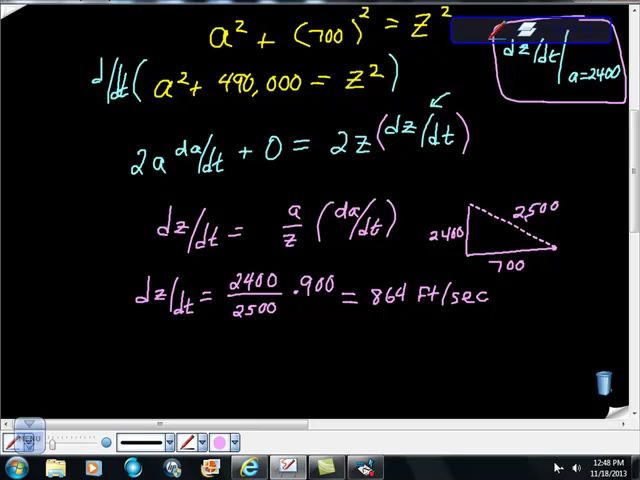 a² + (700)² = z²
dz/dt | a=2400
d/dt( a² + 490,000 = z² )
2a da/dt + 0 = 2z (dz/dt)
dz/dt = a/z (da/dt)
2400
2,500
700
dz/dt = 2400/2500 · 900 = 864 Ft/sec
MENU
12:48 PM
11/18/2013